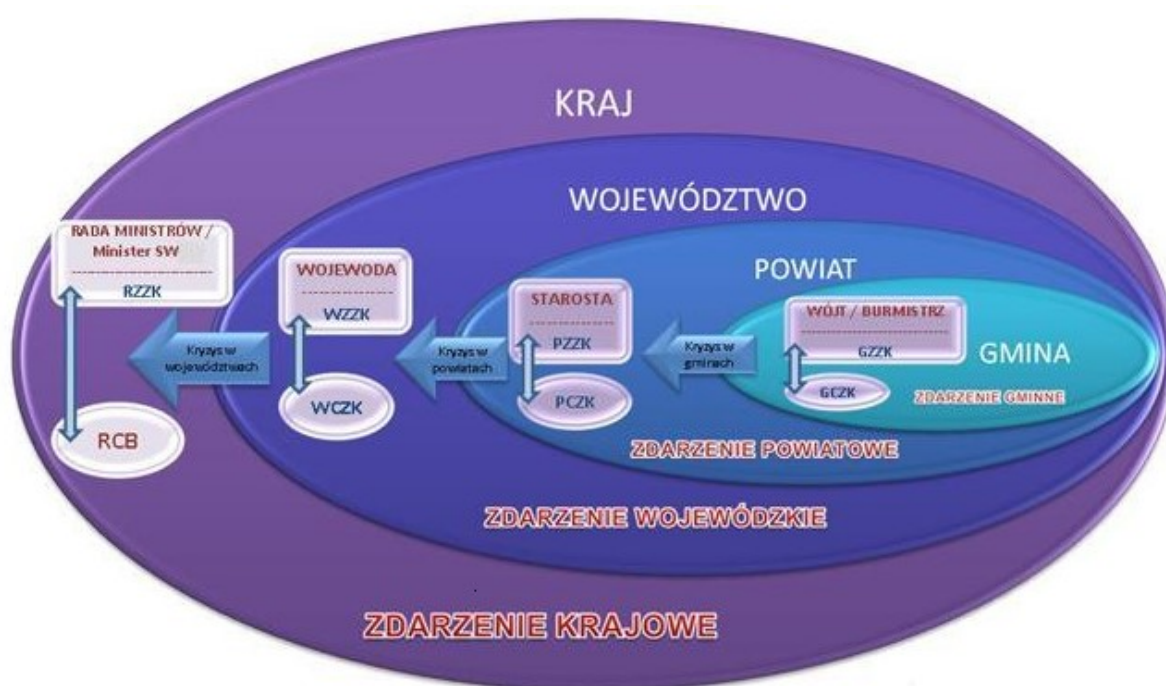 KRAJ
WOJEWÓDZTWO
POWIAT
GMINA
RADA MINISTRÓW /
Minister SW
RZZK
RCB
Kryzys w
województwach
WOJEWODA
WZZK
WCZK
Kryzys w
powiatach
STAROSTA
PZZK
PCZK
Kryzys w
gminach
WÓJT / BURMISTRZ
GZZK
GCZK
ZDARZENIE GMINNE
ZDARZENIE POWIATOWE
ZDARZENIE WOJEWÓDZKIE
ZDARZENIE KRAJOWE